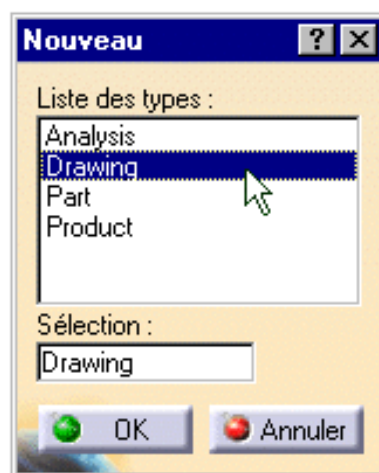 Nouveau
Liste des types :
Analysis
Drawing
Part
Product
Sélection :
Drawing
OK Annuler